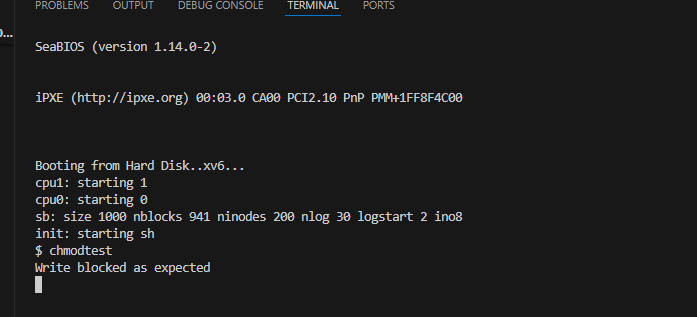 PROBLEMS OUTPUT DEBUG CONSOLE TERMINAL PORTS
SeaBIOS (version 1.14.0-2)
iPXE (http://ipxe.org) 00:03.0 CA00 PCI2.10 PnP PMM+1FF8F4C00
Booting from Hard Disk..xv6...
cpu1: starting 1
cpu0: starting 0
sb: size 1000 nblocks 941 ninodes 200 nlog 30 logstart 2 ino8
init: starting sh
$ chmodtest
Write blocked as expected